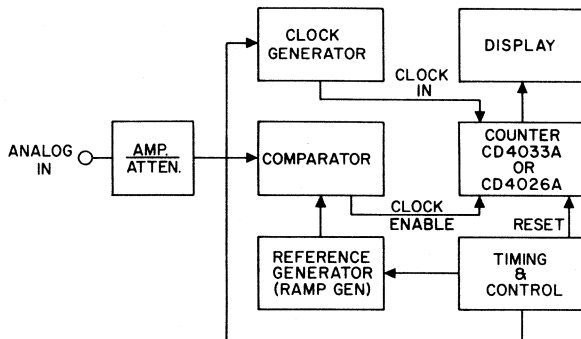 CLOCK
GENERATOR
DISPLAY
CLOCK
IN
ANALOG
IN
AMP.
ATTEN.
COMPARATOR
COUNTER
CD4033A
OR
CD4026A
CLOCK
ENABLE
RESET
REFERENCE
GENERATOR
(RAMP GEN)
TIMING
&
CONTROL